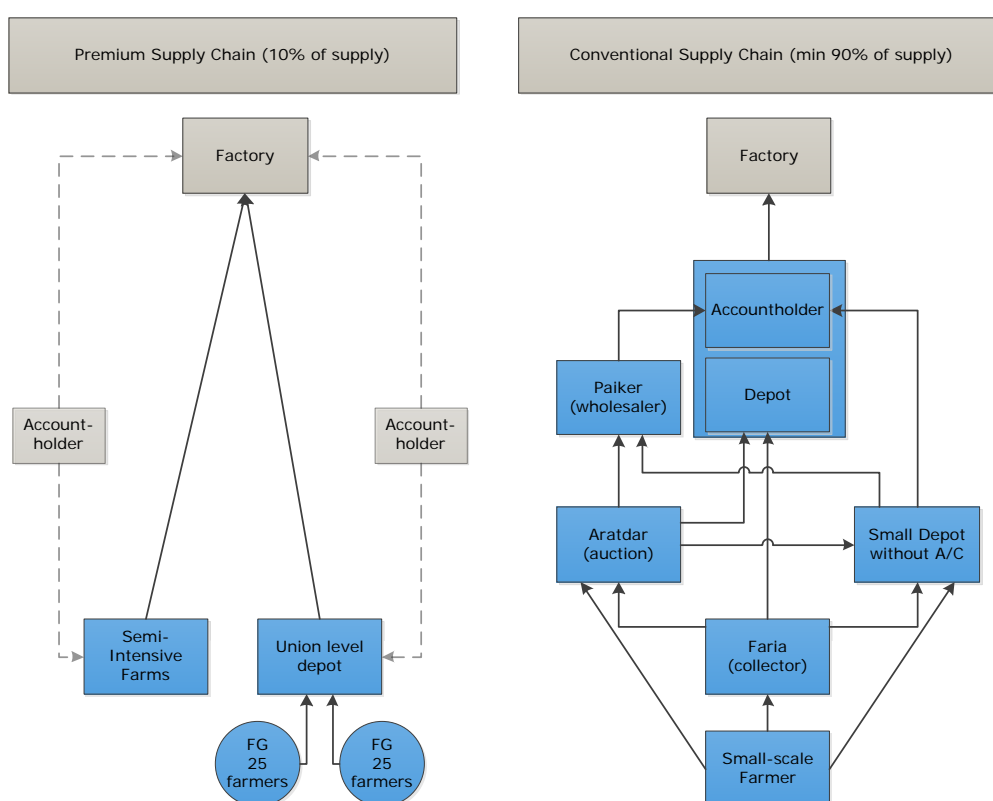 Premium Supply Chain (10% of supply)
Conventional Supply Chain (min 90% of supply)
Factory
Factory
Accountholder
Paiker
(wholesaler)
Depot
Account-
holder
Account-
holder
Aratdar
(auction)
Small Depot
without A/C
Semi-
Intensive
Farms
Union level
depot
Faria
(collector)
FG
25
farmers
FG
25
farmers
Small-scale
Farmer